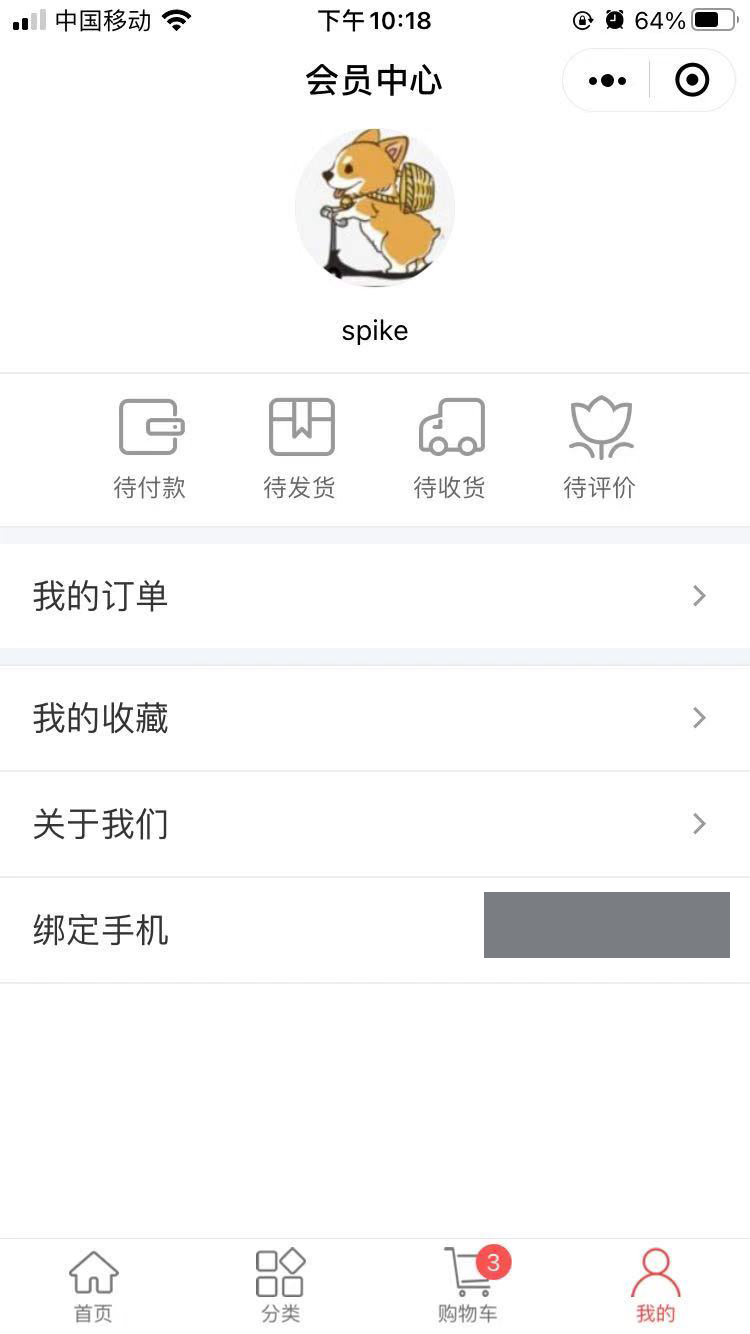 中国移动 下午10:18 64%
会员中心
spike
待付款 待发货 待收货 待评价
我的订单
我的收藏
关于我们
绑定手机
3
首页 分类 购物车 我的